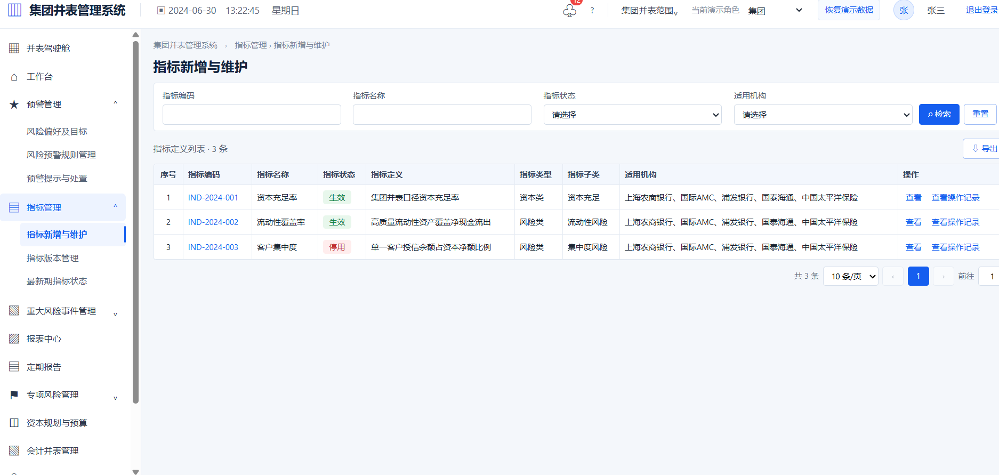 集团并表管理系统
2024-06-30 13:22:45 星期日
12
?
集团并表范围
当前演示角色 集团
恢复演示数据
张 张三
退出登录
并表驾驶舱
工作台
预警管理
风险偏好及目标
风险预警规则管理
预警提示与处置
指标管理
指标新增与维护
指标版本管理
最新期指标状态
重大风险事件管理
报表中心
定期报告
专项风险管理
资本规划与预算
会计并表管理
集团并表管理系统 › 指标管理 › 指标新增与维护
指标新增与维护
指标编码 指标名称 指标状态 适用机构
请选择 请选择 检索 重置
指标定义列表 · 3 条
导出
序号 指标编码 指标名称 指标状态 指标定义 指标类型 指标子类 适用机构 操作
1 IND-2024-001 资本充足率 生效 集团并表口径资本充足率 资本类 资本充足 上海农商银行、国际AMC、浦发银行、国泰海通、中国太平洋保险 查看 查看操作记录
2 IND-2024-002 流动性覆盖率 生效 高质量流动性资产覆盖净现金流出 风险类 流动性风险 上海农商银行、国际AMC、浦发银行、国泰海通、中国太平洋保险 查看 查看操作记录
3 IND-2024-003 客户集中度 停用 单一客户授信余额占资本净额比例 风险类 集中度风险 上海农商银行、国际AMC、浦发银行、国泰海通、中国太平洋保险 查看 查看操作记录
共 3 条 10 条/页 ‹ 1 › 前往 1